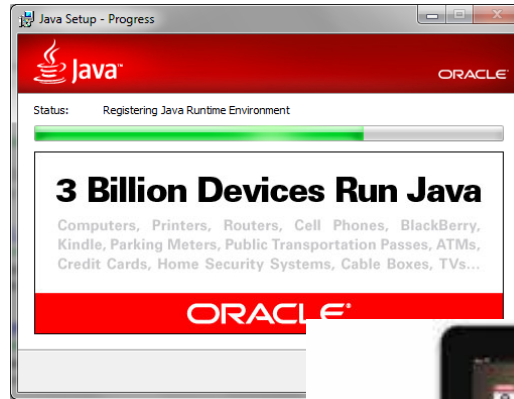 Java Setup - Progress
Java™
ORACLE
Status: Registering Java Runtime Environment
3 Billion Devices Run Java
Computers, Printers, Routers, Cell Phones, BlackBerry,
Kindle, Parking Meters, Public Transportation Passes, ATMs,
Credit Cards, Home Security Systems, Cable Boxes, TVs...
ORACLE